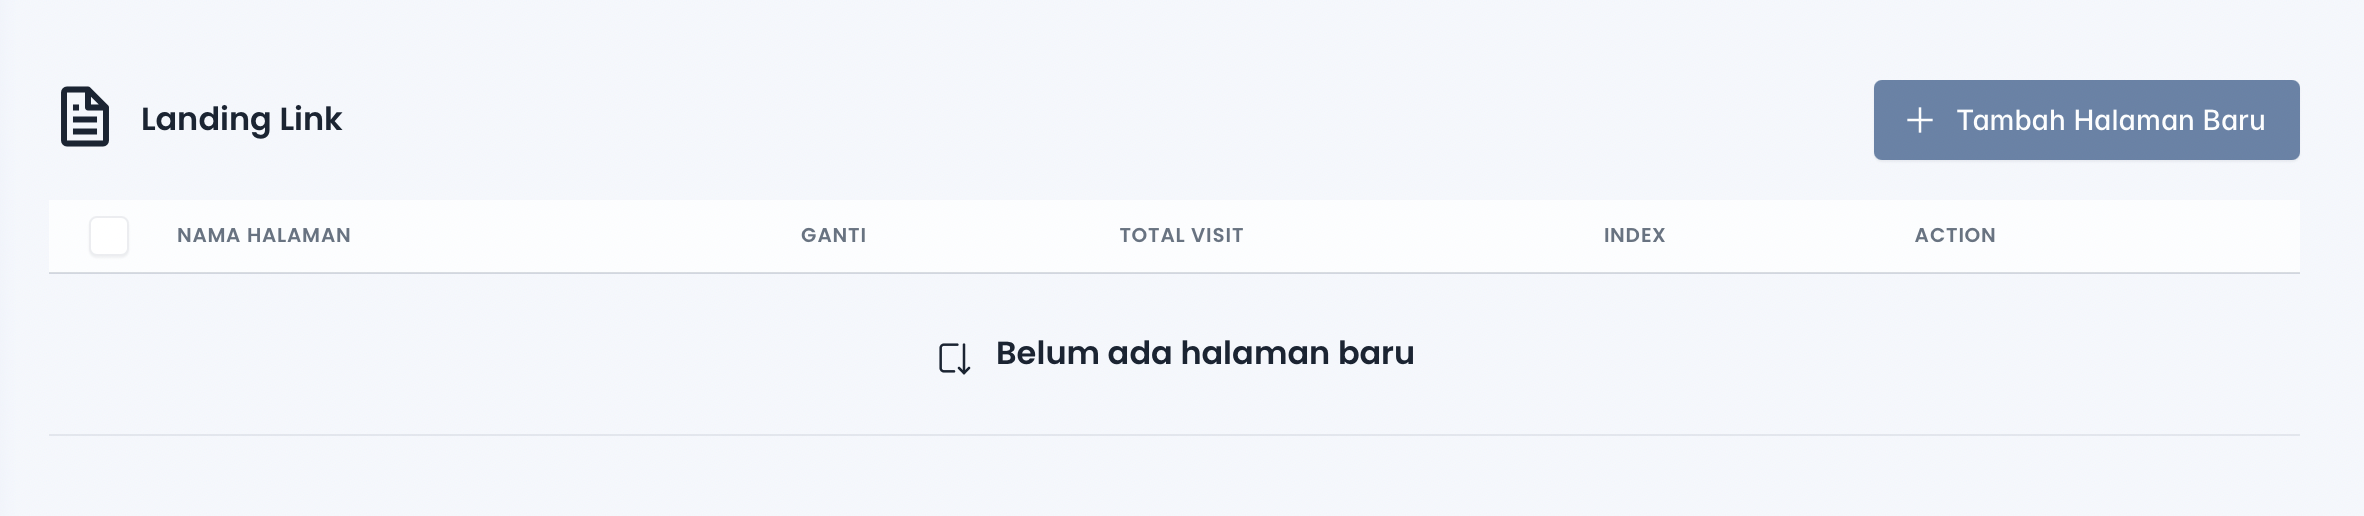 Landing Link
Tambah Halaman Baru
NAMA HALAMAN GANTI TOTAL VISIT INDEX ACTION
Belum ada halaman baru